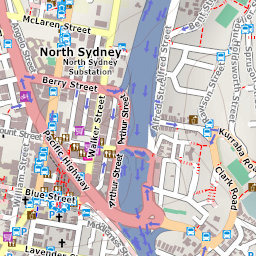 McLaren Street
North Sydney
North Sydney
Substation
Berry Street
Walker Street
Arthur Street
Alfred Street
Bent Street
Pacific Highway
Arthur Street
Kurraba Road
Clark Road
Blue Street
Lavender Street